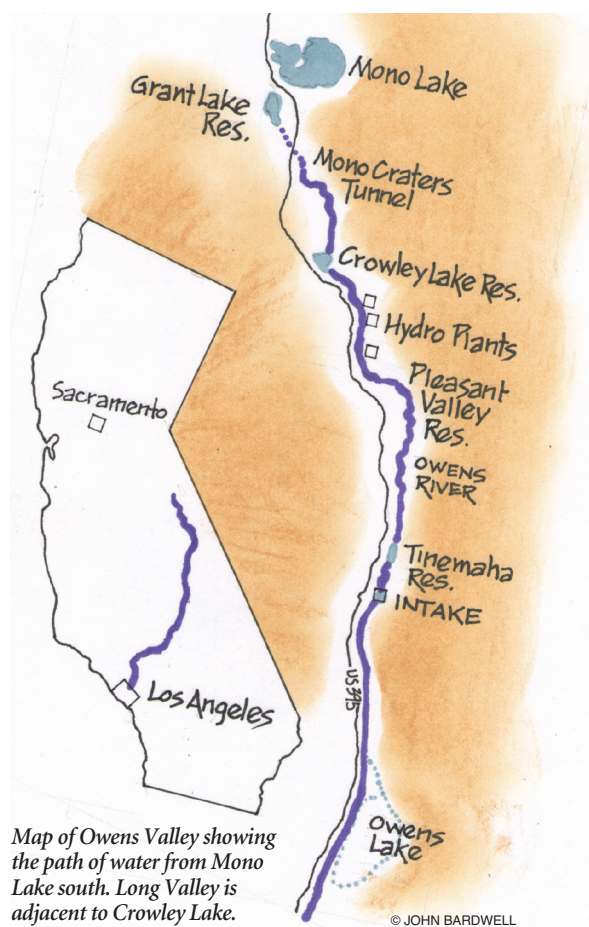 Mono Lake
Grant Lake
Res.
Mono Craters
Tunnel
Crowley Lake Res.
Hydro Plants
Pleasant
Valley
Res.
Sacramento
OWENS
RIVER
Tinemaha
Res.
INTAKE
US 395
Los Angeles
Owens
Lake
Map of Owens Valley showing
the path of water from Mono
Lake south. Long Valley is
adjacent to Crowley Lake.
© JOHN BARDWELL